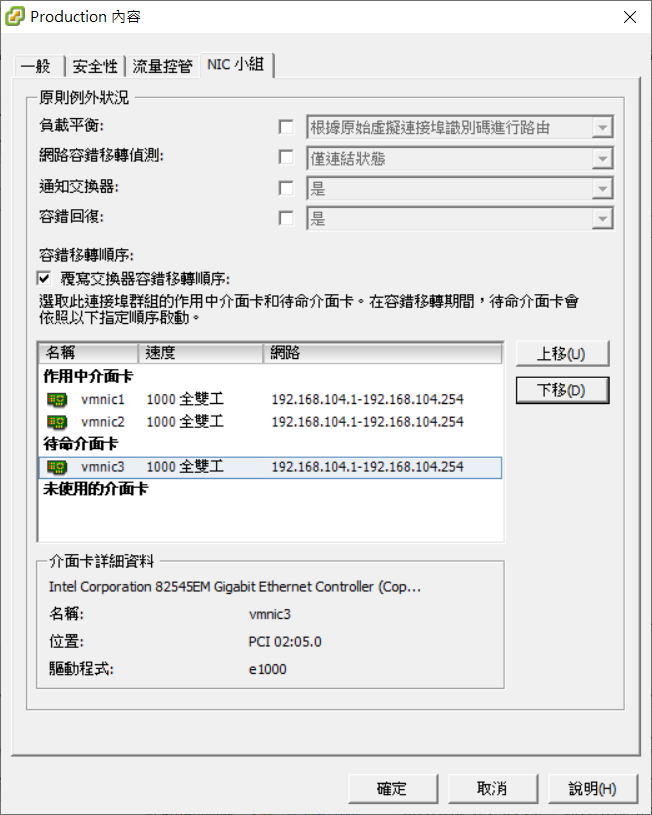 Production 內容
一般 安全性 流量控管 NIC 小組
原則例外狀況
負載平衡: 根據原始虛擬連接埠識別碼進行路由
網路容錯移轉偵測: 僅連結狀態
通知交換器: 是
容錯回復: 是
容錯移轉順序:
覆寫交換器容錯移轉順序:
選取此連接埠群組的作用中介面卡和待命介面卡。在容錯移轉期間，待命介面卡會
依照以下指定順序啟動。
名稱 速度 網路
上移(U)
作用中介面卡
下移(D)
vmnic1 1000 全雙工 192.168.104.1-192.168.104.254
vmnic2 1000 全雙工 192.168.104.1-192.168.104.254
待命介面卡
vmnic3 1000 全雙工 192.168.104.1-192.168.104.254
未使用的介面卡
介面卡詳細資料
Intel Corporation 82545EM Gigabit Ethernet Controller (Cop...
名稱: vmnic3
位置: PCI 02:05.0
驅動程式: e1000
確定 取消 說明(H)